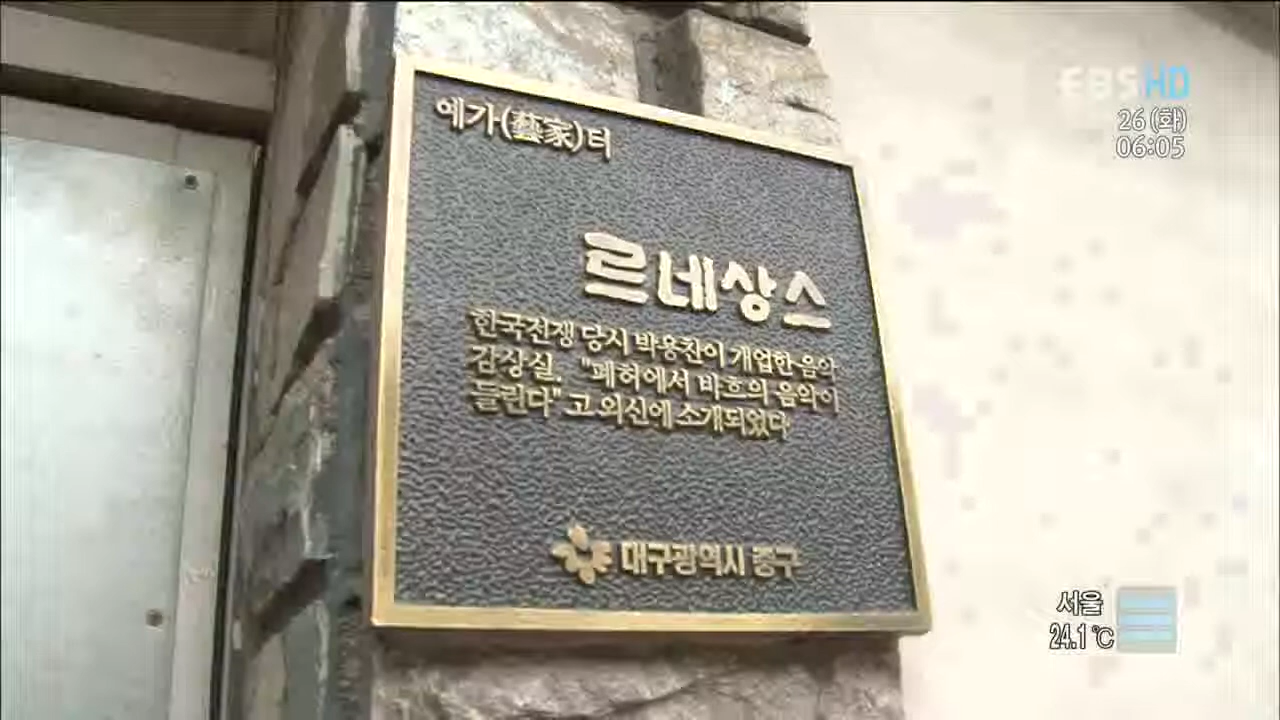 예가(藝家)터
르네상스
한국전쟁 당시 박용찬이 개업한 음악
감상실. "폐허에서 바흐의 음악이
들린다"고 외신에 소개되었다
대구광역시 중구
EBS HD
26 (화)
06:05
서울
24.1℃